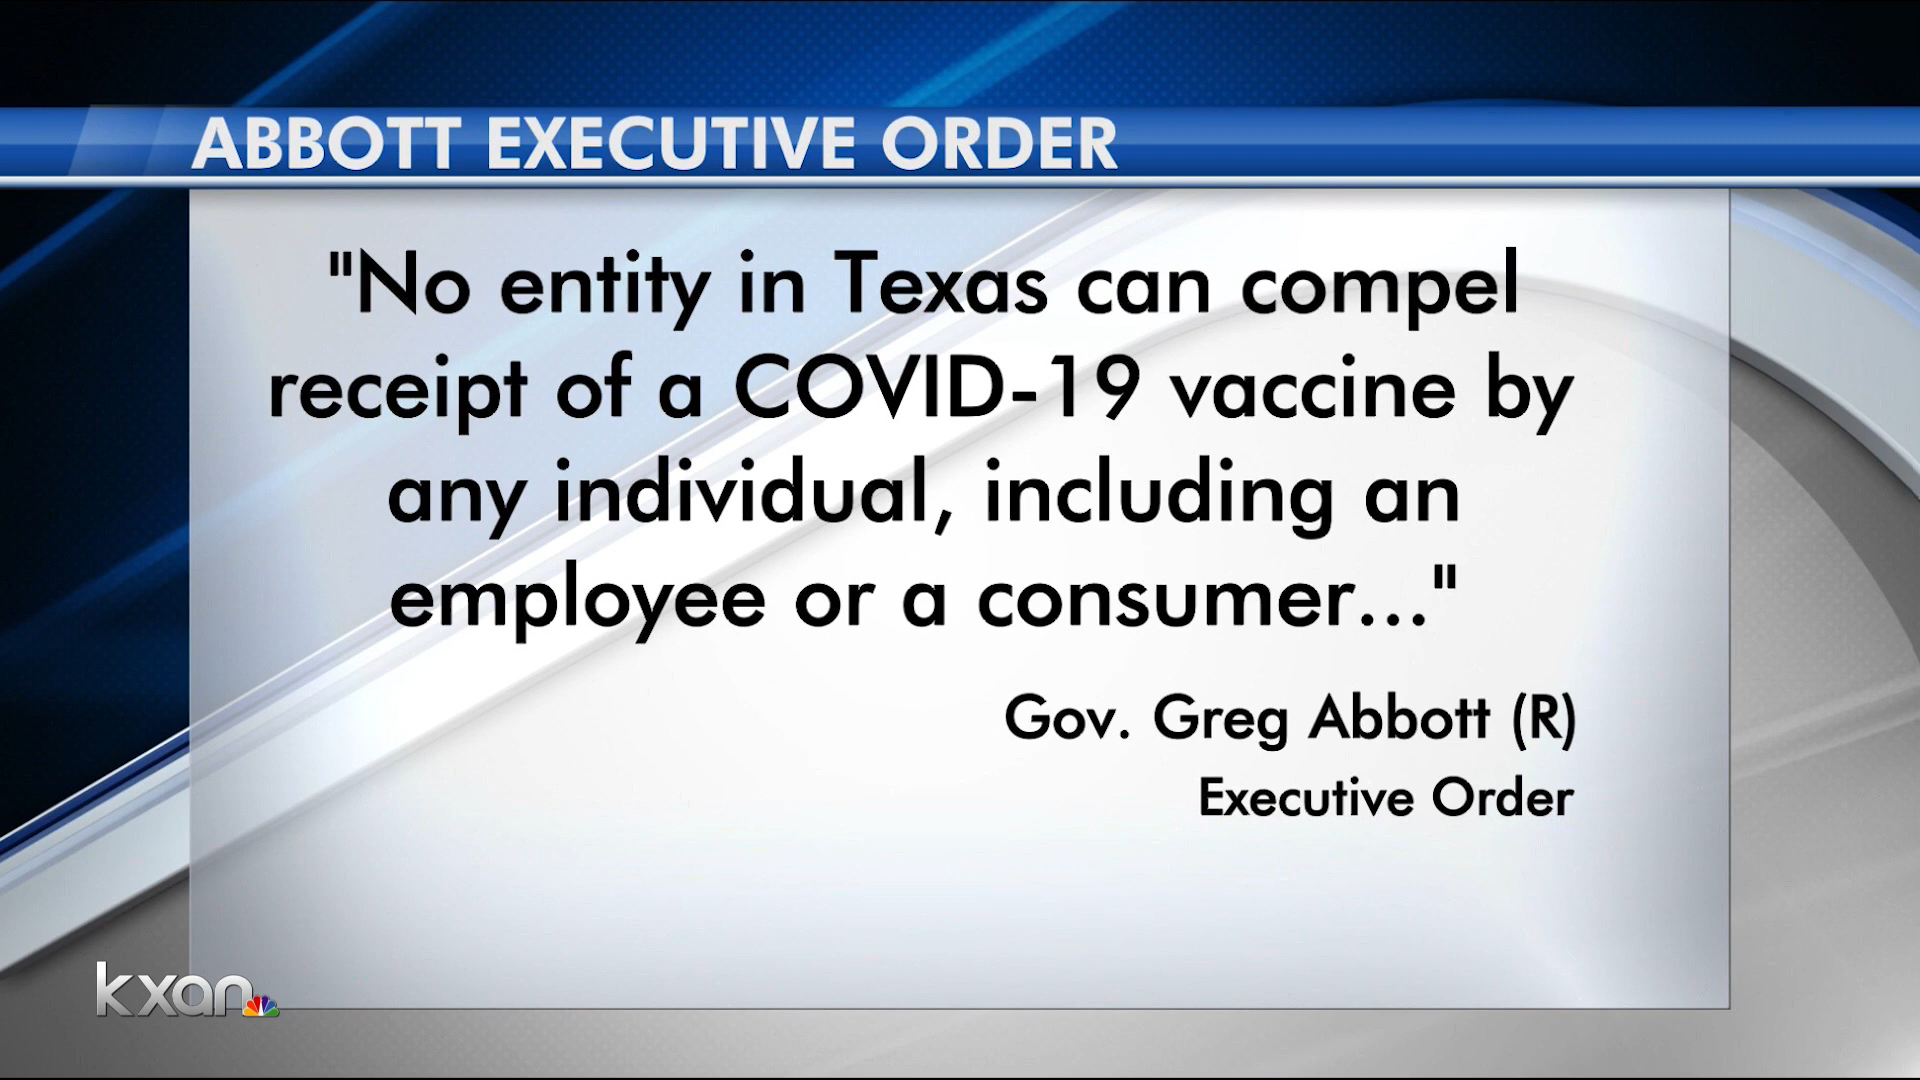 ABBOTT EXECUTIVE ORDER
"No entity in Texas can compel
receipt of a COVID-19 vaccine by
any individual, including an
employee or a consumer..."
Gov. Greg Abbott (R)
Executive Order
kxan